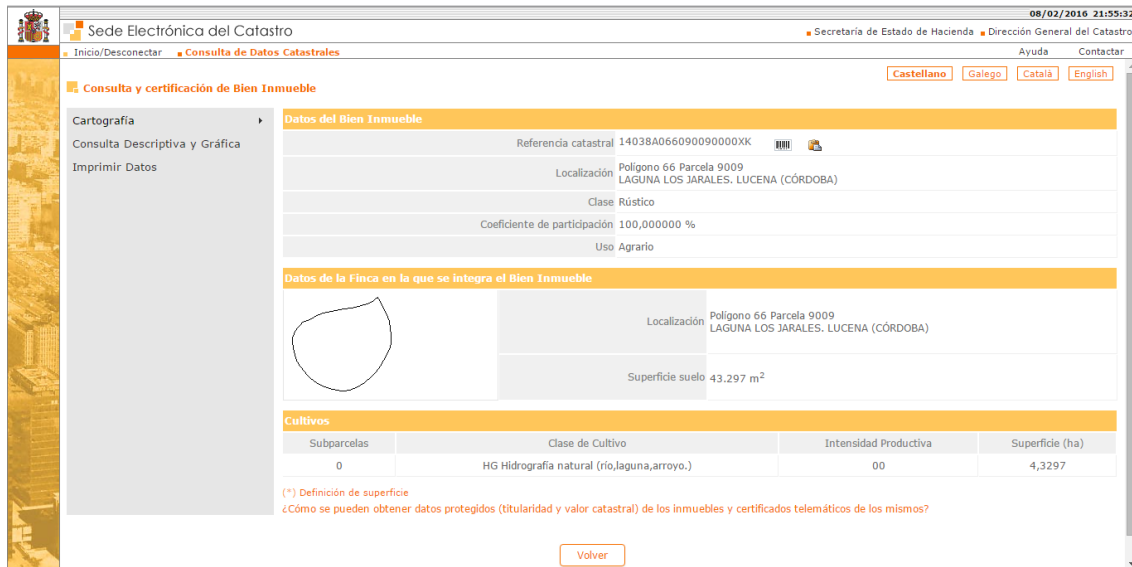 08/02/2016 21:55:32
Sede Electrónica del Catastro
Secretaría de Estado de Hacienda Dirección General del Catastro
Inicio/Desconectar Consulta de Datos Catastrales Ayuda Contactar
Castellano Galego Català English
Consulta y certificación de Bien Inmueble
Cartografía
Consulta Descriptiva y Gráfica
Imprimir Datos
Datos del Bien Inmueble
Referencia catastral 14038A066090090000XK
Localización Polígono 66 Parcela 9009
LAGUNA LOS JARALES. LUCENA (CÓRDOBA)
Clase Rústico
Coeficiente de participación 100,000000 %
Uso Agrario
Datos de la Finca en la que se integra el Bien Inmueble
Localización Polígono 66 Parcela 9009
LAGUNA LOS JARALES. LUCENA (CÓRDOBA)
Superficie suelo 43.297 m²
Cultivos
Subparcelas Clase de Cultivo Intensidad Productiva Superficie (ha)
0 HG Hidrografía natural (río,laguna,arroyo.) 00 4,3297
(*) Definición de superficie
¿Cómo se pueden obtener datos protegidos (titularidad y valor catastral) de los inmuebles y certificados telemáticos de los mismos?
Volver